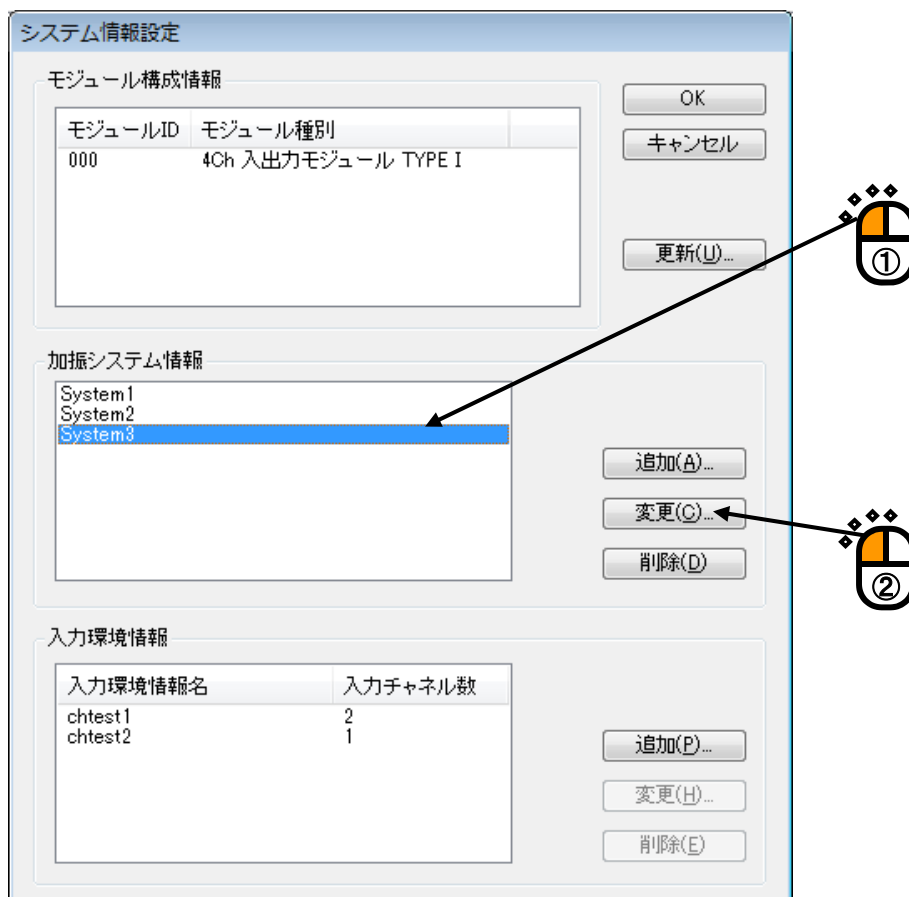 システム情報設定
モジュール構成情報
モジュールID モジュール種別
000 4Ch 入出力モジュール TYPE I
OK
キャンセル
更新(U)...
①
加振システム情報
System1
System2
System3
追加(A)...
変更(C)...
削除(D)
②
入力環境情報
入力環境情報名 入力チャネル数
chtest1 2
chtest2 1
追加(P)...
変更(H)...
削除(E)